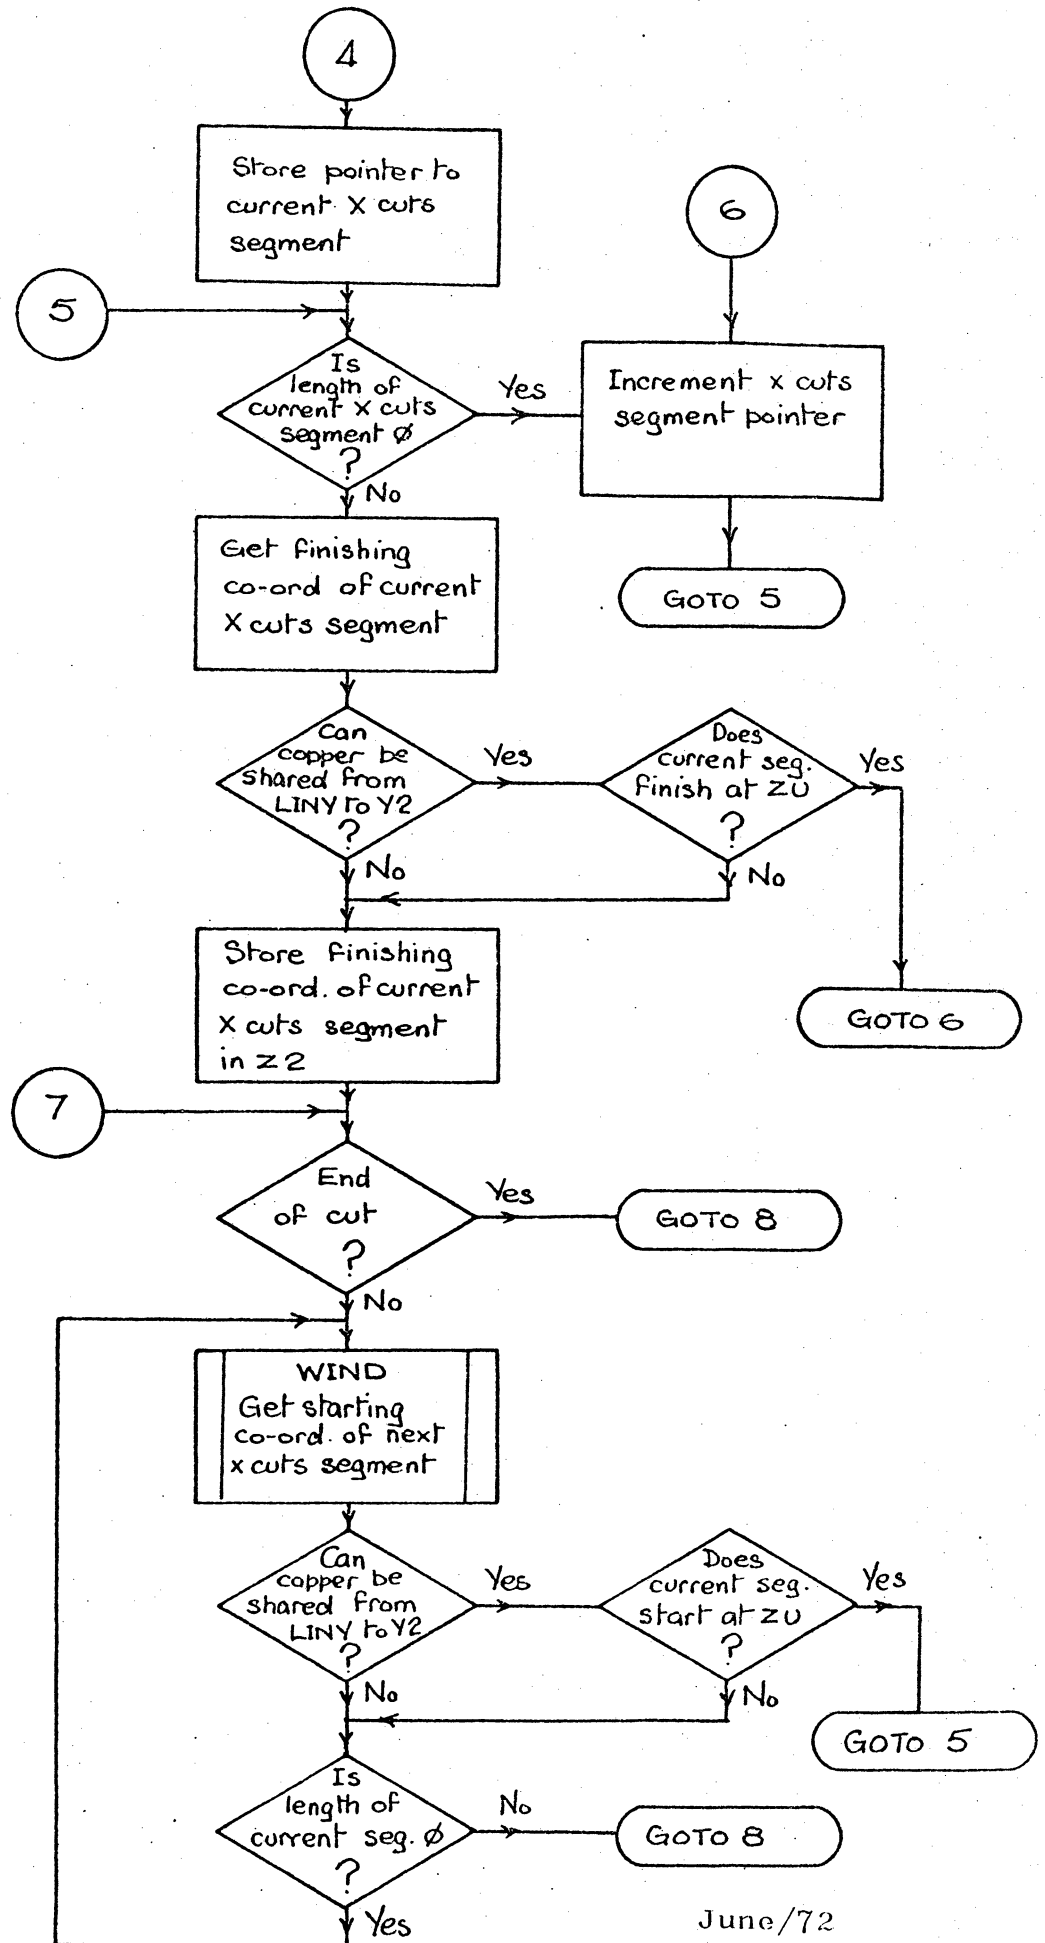 4
Store pointer to
current X cuts
segment
6
5
Is
length of
current X cuts
segment Ø
?
Yes
No
Increment x cuts
segment pointer
GOTO 5
Get finishing
co-ord of current
X cuts segment
Can
copper be
shared from
LINY to Y2
?
Yes
No
Does
current seg.
finish at ZU
?
Yes
No
GOTO 6
Store finishing
co-ord. of current
X cuts segment
in Z2
7
End
of cut
?
Yes
No
GOTO 8
WIND
Get starting
co-ord. of next
x cuts segment
Can
copper be
shared from
LINY to Y2
?
Yes
No
Does
current seg.
start at ZU
?
Yes
No
GOTO 5
Is
length of
current seg. Ø
?
No
Yes
GOTO 8
June/72